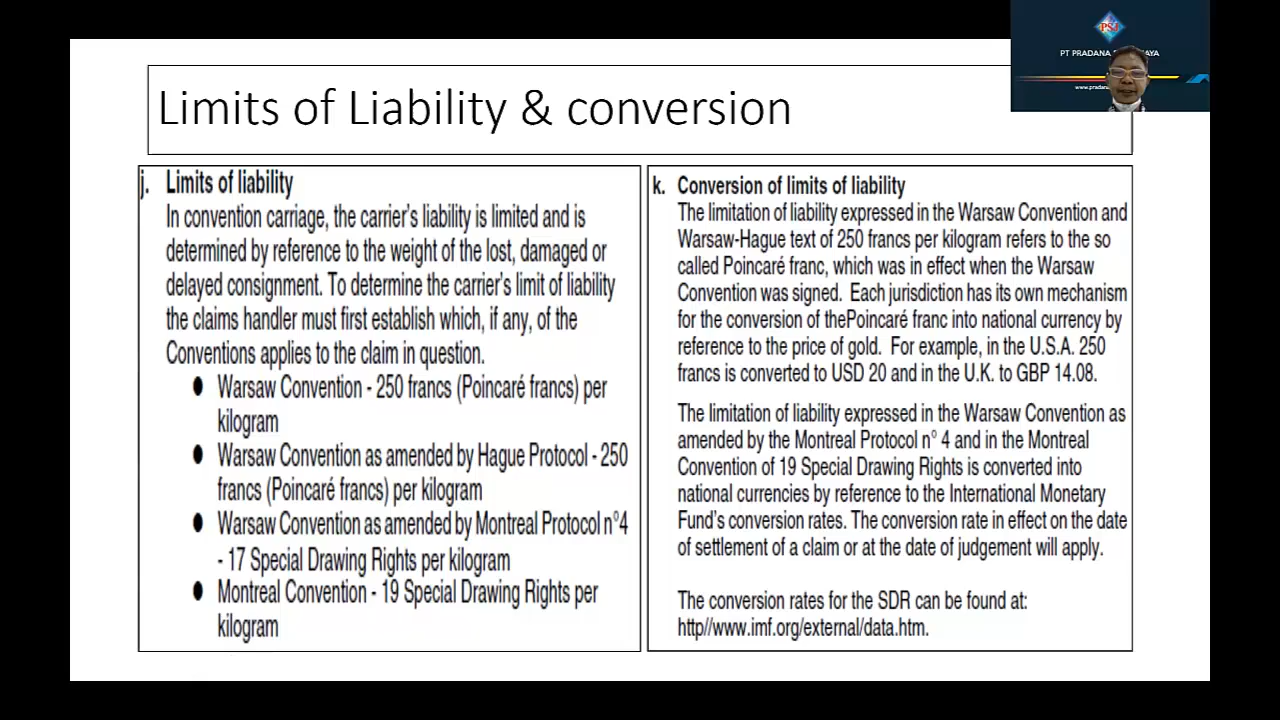 PSJ
PT PRADANA
AYA
www.prada
Limits of Liability & conversion
j. Limits of liability
In convention carriage, the carrier's liability is limited and is
determined by reference to the weight of the lost, damaged or
delayed consignment. To determine the carrier's limit of liability
the claims handler must first establish which, if any, of the
Conventions applies to the claim in question.
● Warsaw Convention - 250 francs (Poincaré francs) per
kilogram
● Warsaw Convention as amended by Hague Protocol - 250
francs (Poincaré francs) per kilogram
● Warsaw Convention as amended by Montreal Protocol n°4
- 17 Special Drawing Rights per kilogram
● Montreal Convention - 19 Special Drawing Rights per
kilogram
k. Conversion of limits of liability
The limitation of liability expressed in the Warsaw Convention and
Warsaw-Hague text of 250 francs per kilogram refers to the so
called Poincaré franc, which was in effect when the Warsaw
Convention was signed. Each jurisdiction has its own mechanism
for the conversion of thePoincaré franc into national currency by
reference to the price of gold. For example, in the U.S.A. 250
francs is converted to USD 20 and in the U.K. to GBP 14.08.
The limitation of liability expressed in the Warsaw Convention as
amended by the Montreal Protocol n° 4 and in the Montreal
Convention of 19 Special Drawing Rights is converted into
national currencies by reference to the International Monetary
Fund's conversion rates. The conversion rate in effect on the date
of settlement of a claim or at the date of judgement will apply.
The conversion rates for the SDR can be found at:
http//www.imf.org/external/data.htm.